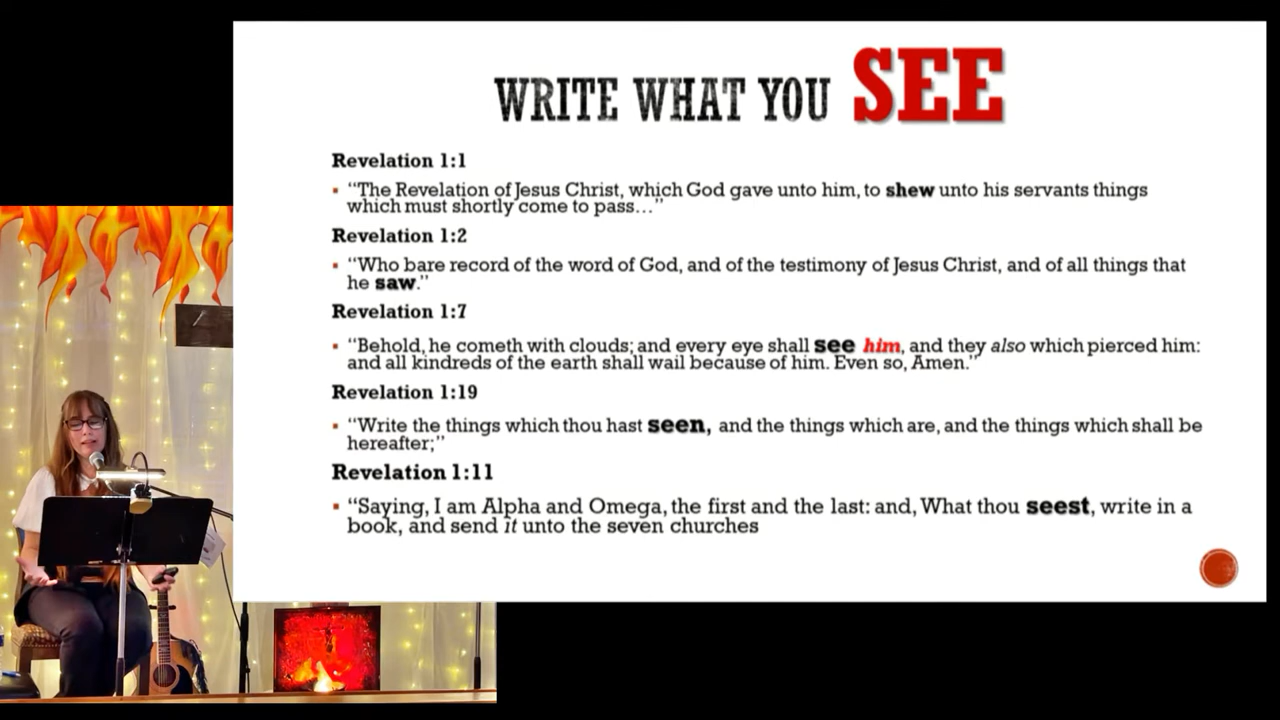 WRITE WHAT YOU SEE
Revelation 1:1
▪ “The Revelation of Jesus Christ, which God gave unto him, to shew unto his servants things
which must shortly come to pass…”
Revelation 1:2
▪ “Who bare record of the word of God, and of the testimony of Jesus Christ, and of all things that
he saw.”
Revelation 1:7
▪ “Behold, he cometh with clouds; and every eye shall see him, and they also which pierced him:
and all kindreds of the earth shall wail because of him. Even so, Amen.”
Revelation 1:19
▪ “Write the things which thou hast seen, and the things which are, and the things which shall be
hereafter;”
Revelation 1:11
▪ “Saying, I am Alpha and Omega, the first and the last: and, What thou seest, write in a
book, and send it unto the seven churches